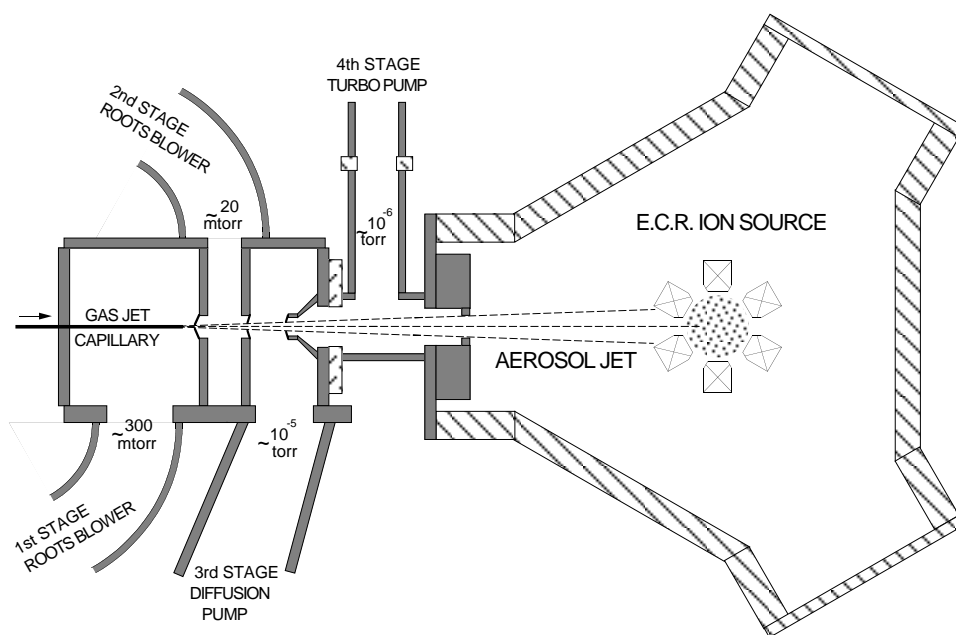 4th STAGE
TURBO PUMP
2nd STAGE
ROOTS BLOWER
~20
mtorr
~10-6
torr
E.C.R. ION SOURCE
GAS JET
CAPILLARY
AEROSOL JET
~300
mtorr
~10-5
torr
1st STAGE
ROOTS BLOWER
3rd STAGE
DIFFUSION
PUMP